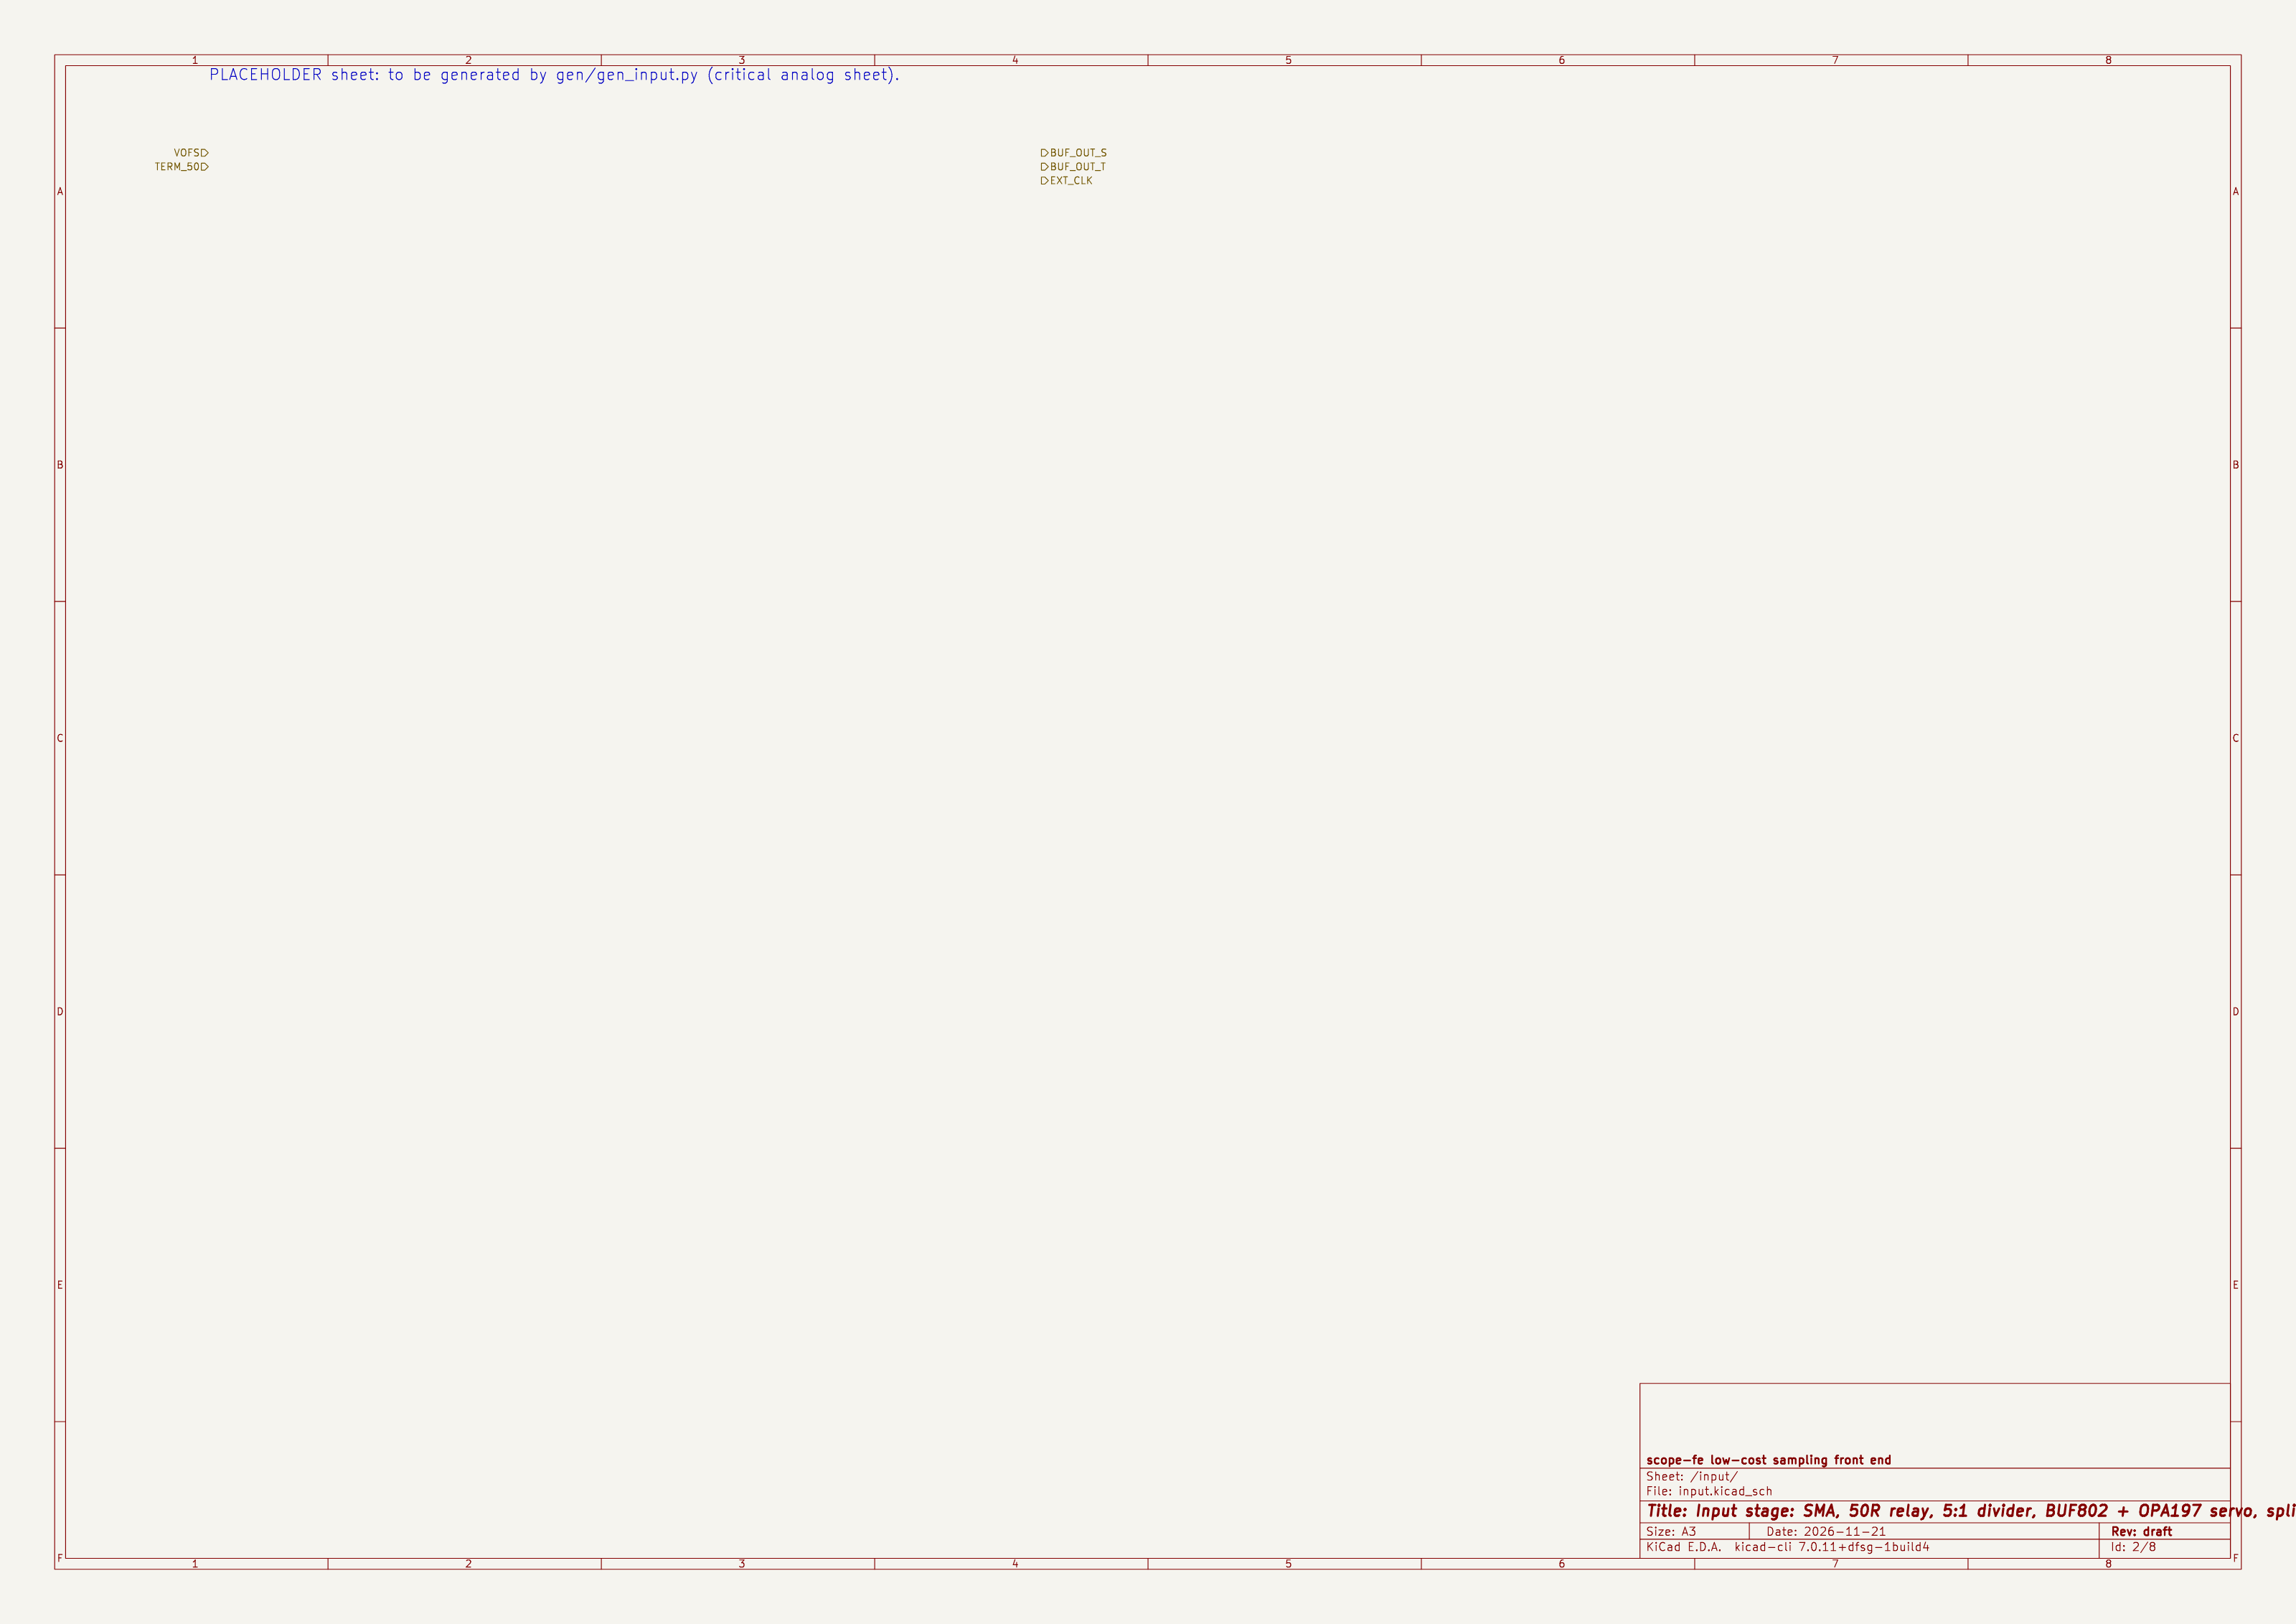 1 2 3 4 5 6 7 8
PLACEHOLDER sheet: to be generated by gen/gen_input.py (critical analog sheet).
VOFS
TERM_50
BUF_OUT_S
BUF_OUT_T
EXT_CLK
A A
B B
C C
D D
E E
scope-fe low-cost sampling front end
Sheet: /input/
File: input.kicad_sch
Title: Input stage: SMA, 50R relay, 5:1 divider, BUF802 + OPA197 servo, spli
Size: A3 Date: 2026-11-21 Rev: draft
KiCad E.D.A. kicad-cli 7.0.11+dfsg-1build4 Id: 2/8
F F
1 2 3 4 5 6 7 8